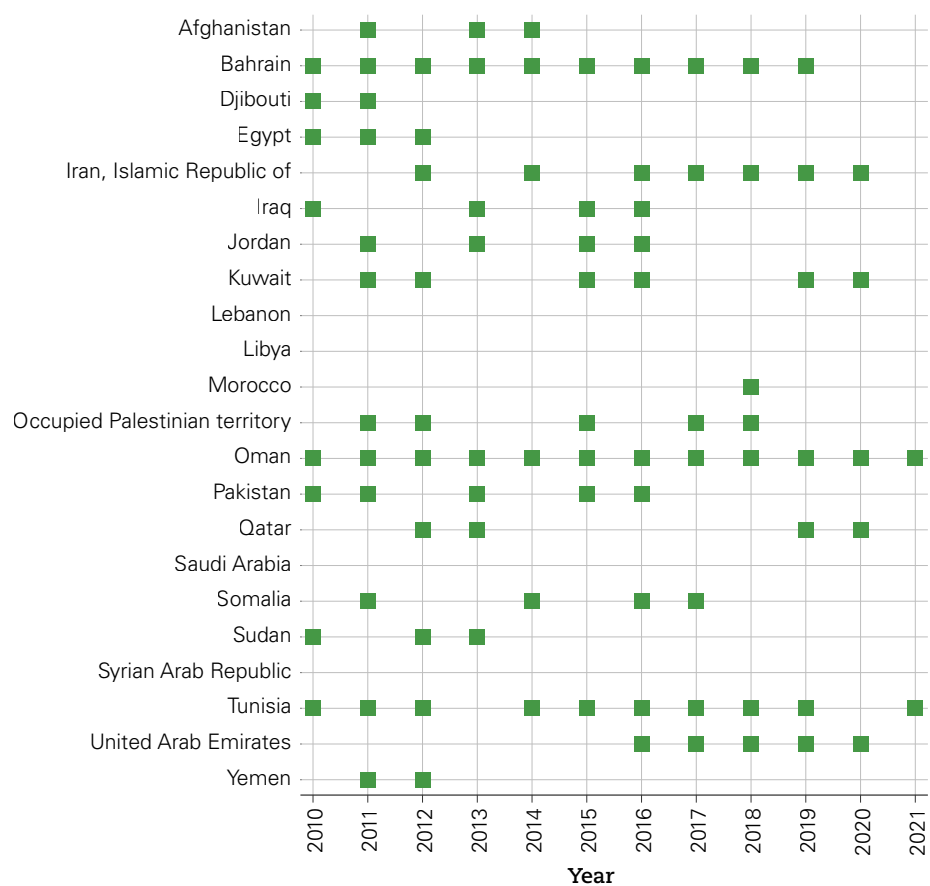 Afghanistan
Bahrain
Djibouti
Egypt
Iran, Islamic Republic of
Iraq
Jordan
Kuwait
Lebanon
Libya
Morocco
Occupied Palestinian territory
Oman
Pakistan
Qatar
Saudi Arabia
Somalia
Sudan
Syrian Arab Republic
Tunisia
United Arab Emirates
Yemen
2010
2011
2012
2013
2014
2015
2016
2017
2018
2019
2020
2021
Year